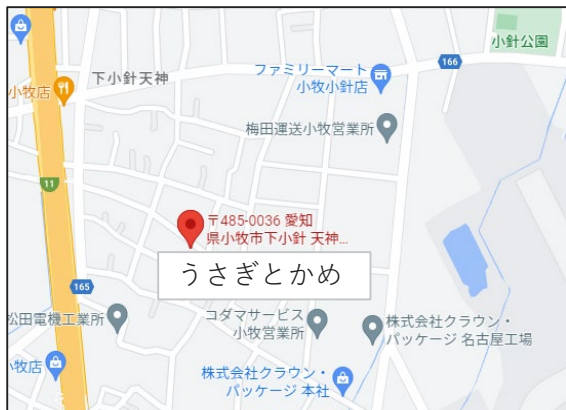 小針公園
166
ファミリーマート
小牧小針店
下小針天神
小牧店
梅田運送小牧営業所
11
〒485-0036 愛知
県小牧市下小針 天神...
うさぎとかめ
165
松田電機工業所
コダマサービス
小牧営業所
株式会社クラウン・
パッケージ 名古屋工場
小牧店
株式会社クラウン・
パッケージ 本社